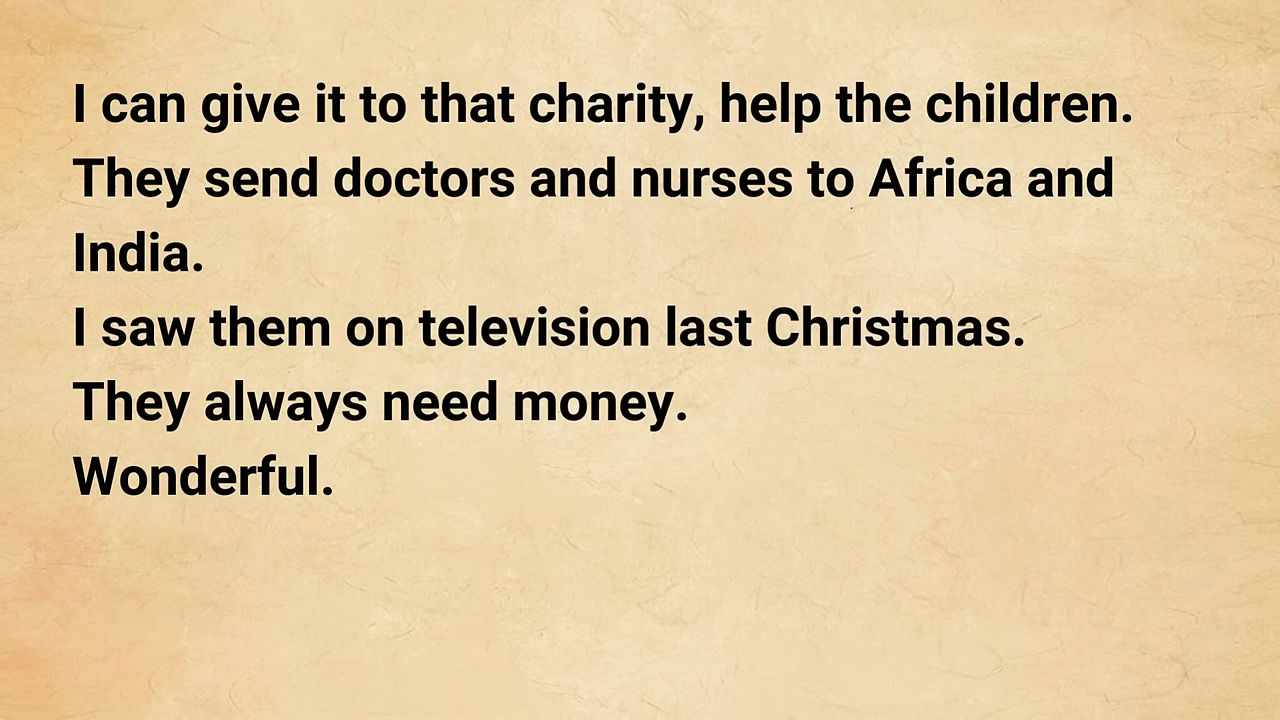 I can give it to that charity, help the children.
They send doctors and nurses to Africa and
India.
I saw them on television last Christmas.
They always need money.
Wonderful.